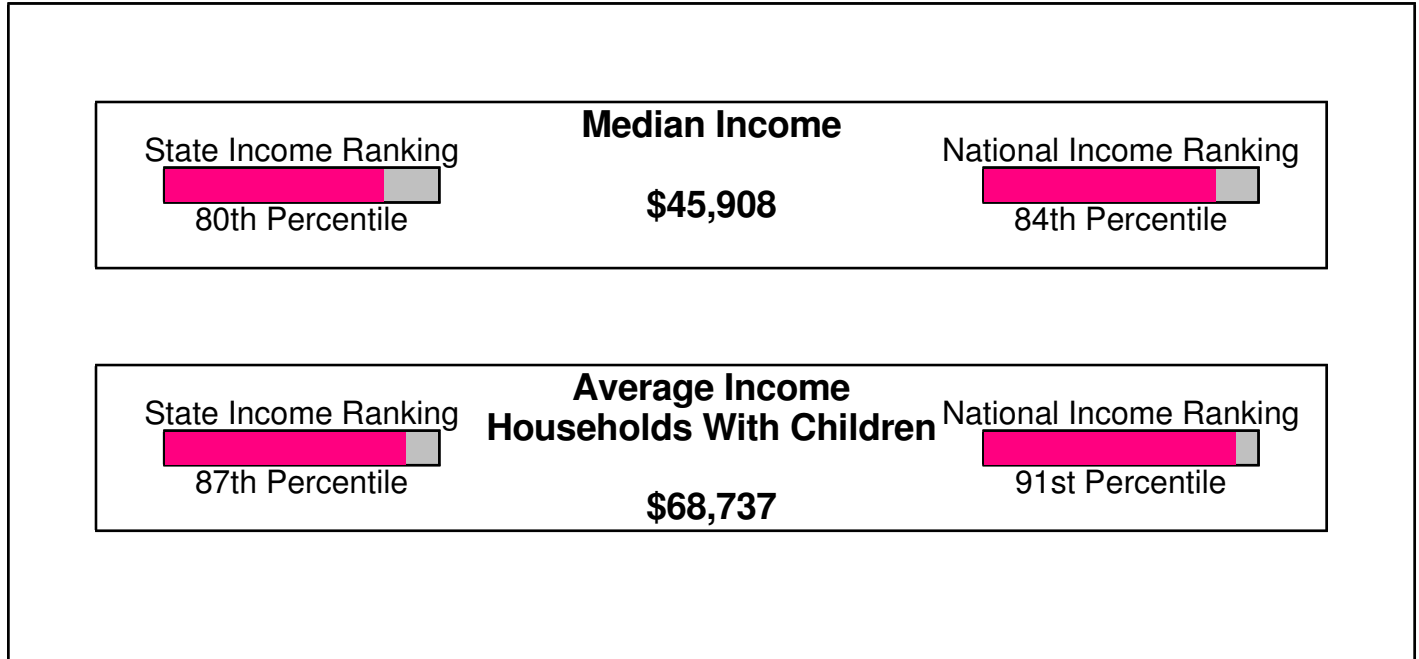 Median Income
State Income Ranking
80th Percentile
$45,908
National Income Ranking
84th Percentile
Average Income
Households With Children
State Income Ranking
87th Percentile
$68,737
National Income Ranking
91st Percentile